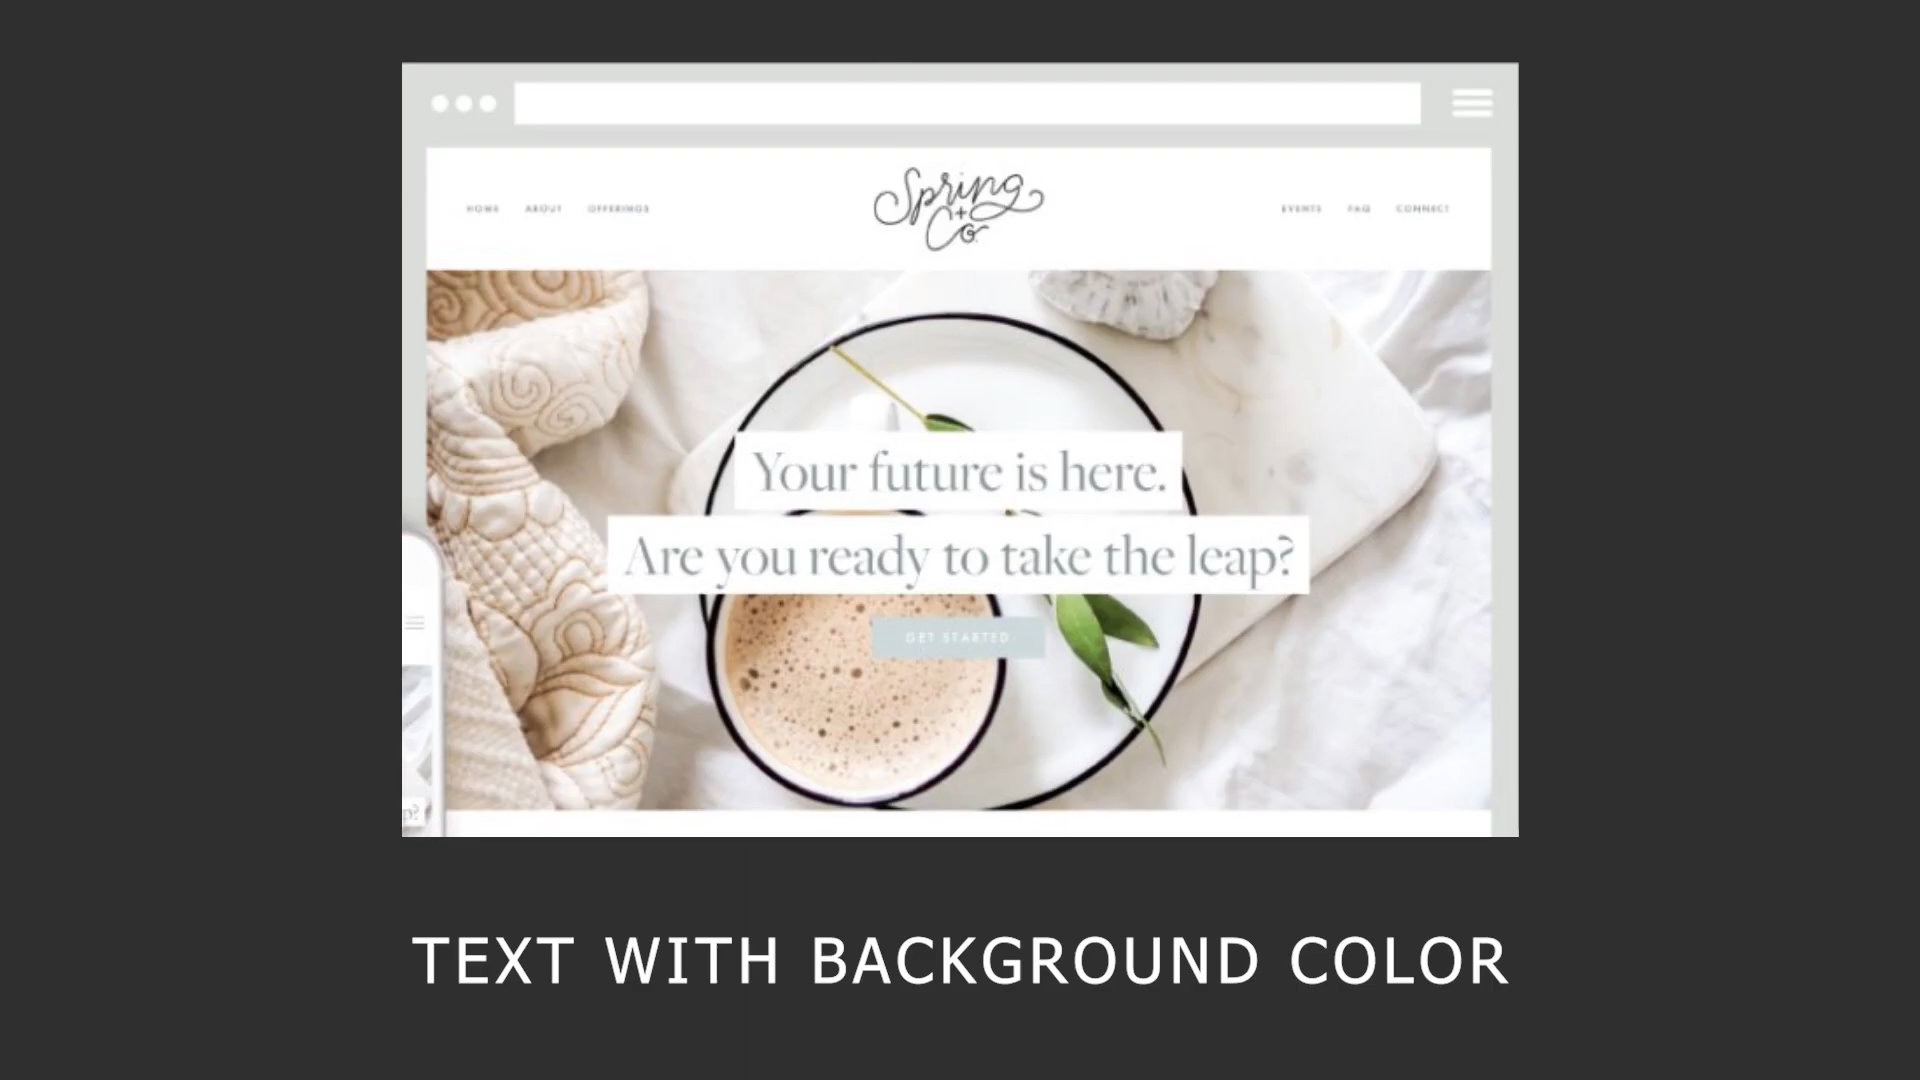 HOME ABOUT OFFERINGS
Spring
+
Co.
EVENTS FAQ CONNECT
Your future is here.
Are you ready to take the leap?
GET STARTED
p?
TEXT WITH BACKGROUND COLOR